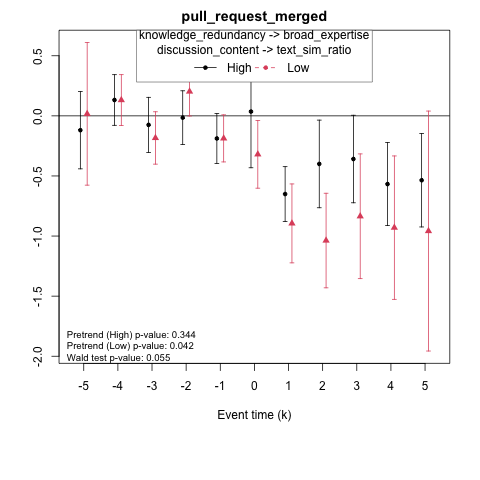 pull_request_merged
knowledge_redundancy -> broad_expertise
discussion_content -> text_sim_ratio
High Low
0.5
0.0
-0.5
-1.0
-1.5
-2.0
Pretrend (High) p-value: 0.344
Pretrend (Low) p-value: 0.042
Wald test p-value: 0.055
-5 -4 -3 -2 -1 0 1 2 3 4 5
Event time (k)